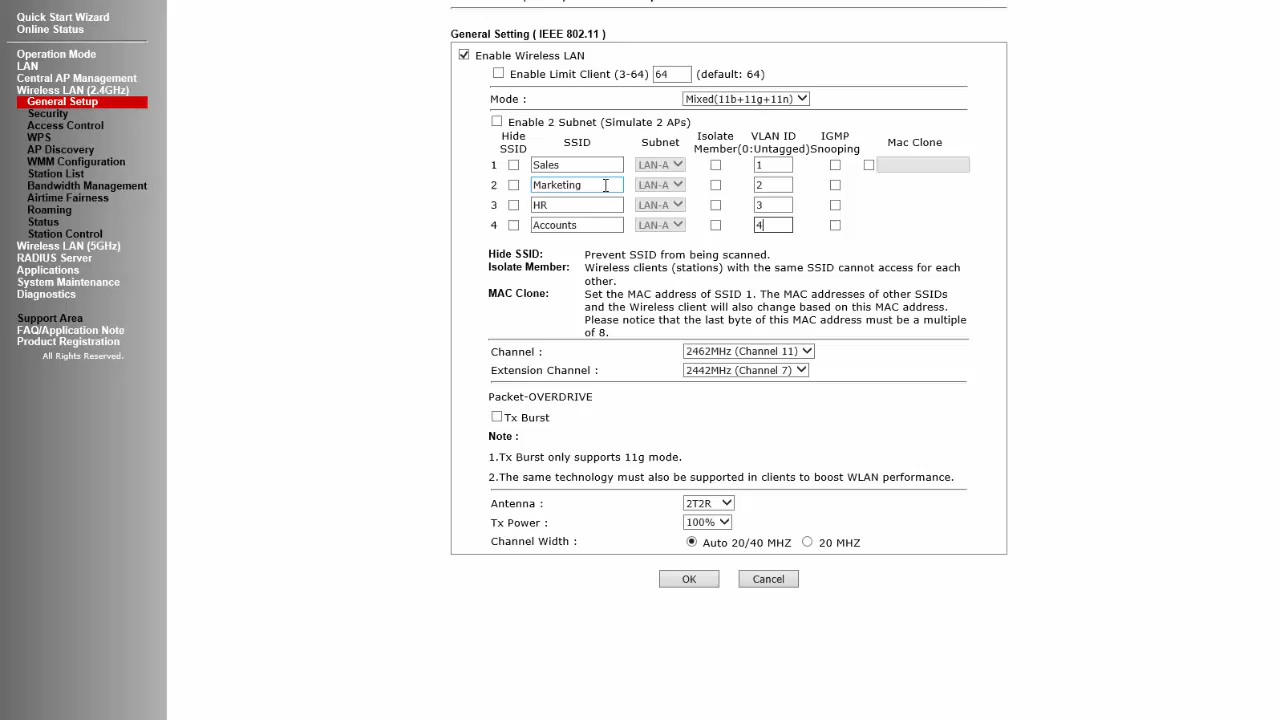 Quick Start Wizard
Online Status
Operation Mode
LAN
Central AP Management
Wireless LAN (2.4GHz)
General Setup
Security
Access Control
WPS
AP Discovery
WMM Configuration
Station List
Bandwidth Management
Airtime Fairness
Roaming
Status
Station Control
Wireless LAN (5GHz)
RADIUS Server
Applications
System Maintenance
Diagnostics
Support Area
FAQ/Application Note
Product Registration
All Rights Reserved.
General Setting ( IEEE 802.11 )
Enable Wireless LAN
Enable Limit Client (3-64) 64 (default: 64)
Mode : Mixed(11b+11g+11n)
Enable 2 Subnet (Simulate 2 APs)
Hide SSID SSID Subnet Isolate Member VLAN ID (0:Untagged) IGMP Snooping Mac Clone
1 Sales LAN-A 1
2 Marketing LAN-A 2
3 HR LAN-A 3
4 Accounts LAN-A 4
Hide SSID: Prevent SSID from being scanned.
Isolate Member: Wireless clients (stations) with the same SSID cannot access for each
other.
MAC Clone: Set the MAC address of SSID 1. The MAC addresses of other SSIDs
and the Wireless client will also change based on this MAC address.
Please notice that the last byte of this MAC address must be a multiple
of 8.
Channel : 2462MHz (Channel 11)
Extension Channel : 2442MHz (Channel 7)
Packet-OVERDRIVE
Tx Burst
Note :
1.Tx Burst only supports 11g mode.
2.The same technology must also be supported in clients to boost WLAN performance.
Antenna : 2T2R
Tx Power : 100%
Channel Width : Auto 20/40 MHZ 20 MHZ
OK Cancel